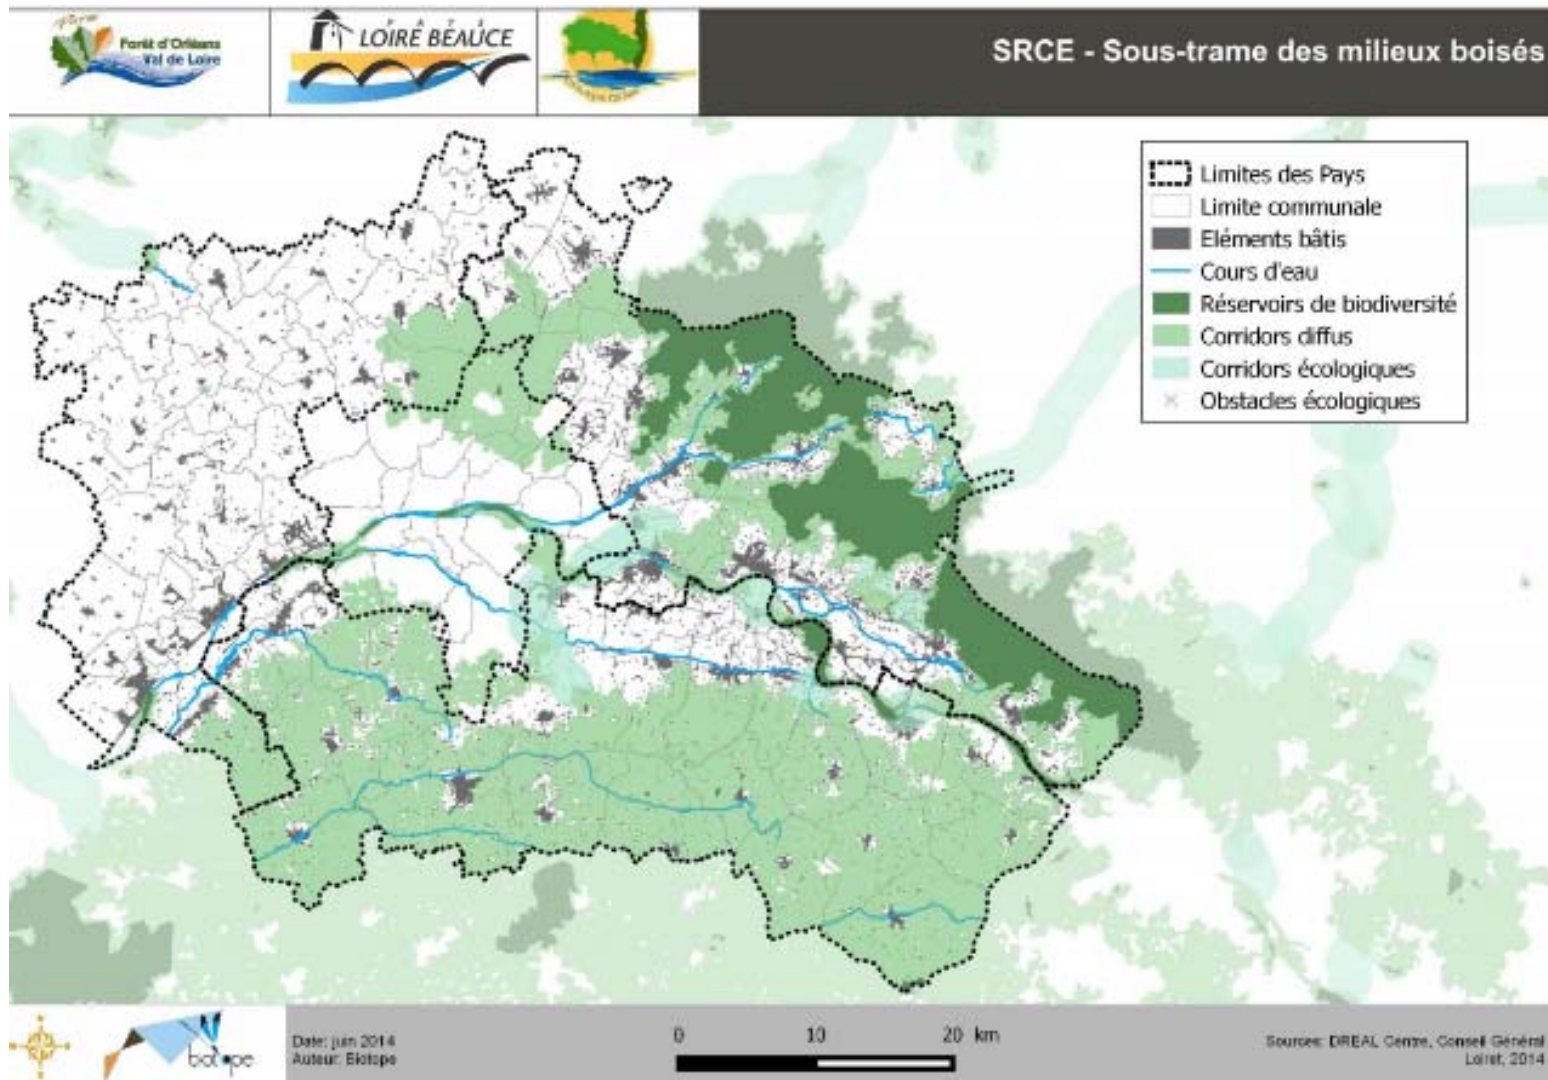 Forêt d'Orléans
Val de Loire
PAYS
LOIRE BEAUCE
SRCE - Sous-trame des milieux boisés
Limites des Pays
Limite communale
Eléments bâtis
Cours d'eau
Réservoirs de biodiversité
Corridors diffus
Corridors écologiques
Obstacles écologiques
biotope
Date: juin 2014
Auteur: Biotope
0 10 20 km
Sources: DREAL Centre, Conseil Général
Loiret, 2014